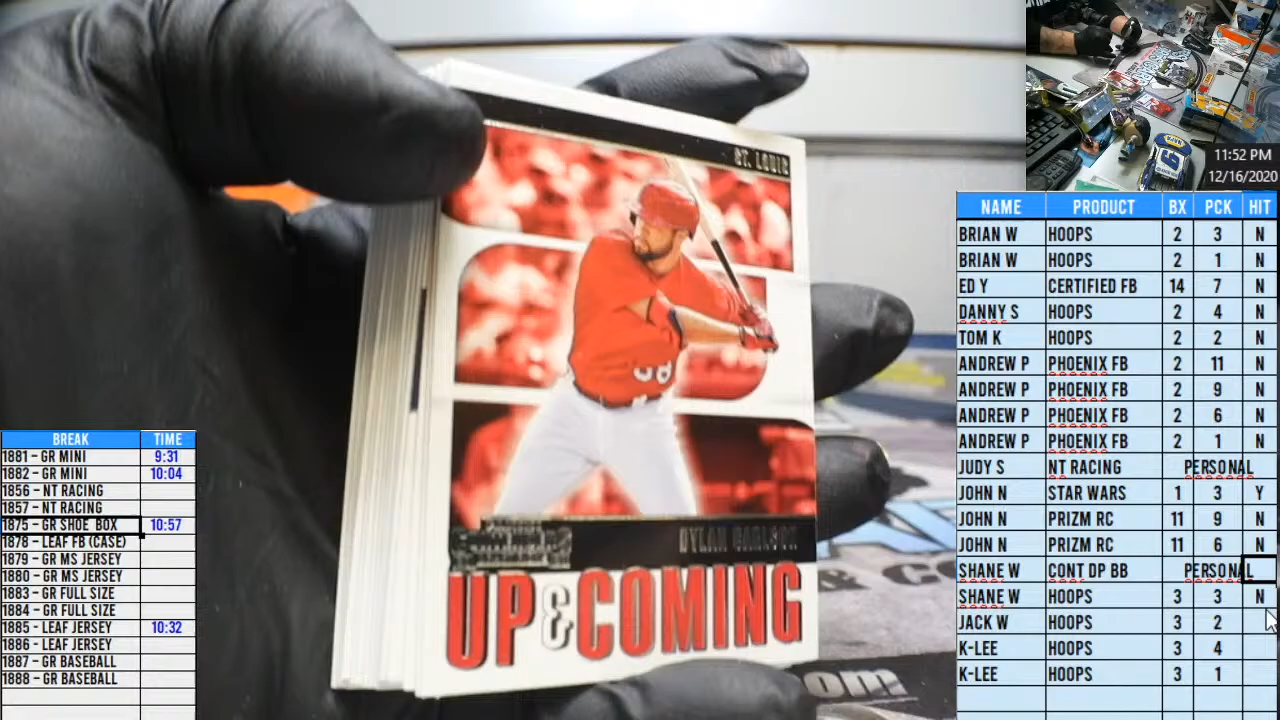 ST. LOUIS
DYLAN CARLSON
UP & COMING
om
11:52 PM
12/16/2020
NAME PRODUCT BX PCK HIT
BRIAN W HOOPS 2 3 N
BRIAN W HOOPS 2 1 N
ED Y CERTIFIED FB 14 7 N
DANNY S HOOPS 2 4 N
TOM K HOOPS 2 2 N
ANDREW P PHOENIX FB 2 11 N
ANDREW P PHOENIX FB 2 9 N
ANDREW P PHOENIX FB 2 6 N
ANDREW P PHOENIX FB 2 1 N
JUDY S NT RACING PERSONAL
JOHN N STAR WARS 1 3 Y
JOHN N PRIZM RC 11 9 N
JOHN N PRIZM RC 11 6 N
SHANE W CONT DP BB PERSONAL
SHANE W HOOPS 3 3 N
JACK W HOOPS 3 2
K-LEE HOOPS 3 4
K-LEE HOOPS 3 1
BREAK TIME
1881 - GR MINI 9:31
1882 - GR MINI 10:04
1856 - NT RACING
1857 - NT RACING
1875 - GR SHOE BOX 10:57
1878 - LEAF FB (CASE)
1879 - GR MS JERSEY
1880 - GR MS JERSEY
1883 - GR FULL SIZE
1884 - GR FULL SIZE
1885 - LEAF JERSEY 10:32
1886 - LEAF JERSEY
1887 - GR BASEBALL
1888 - GR BASEBALL